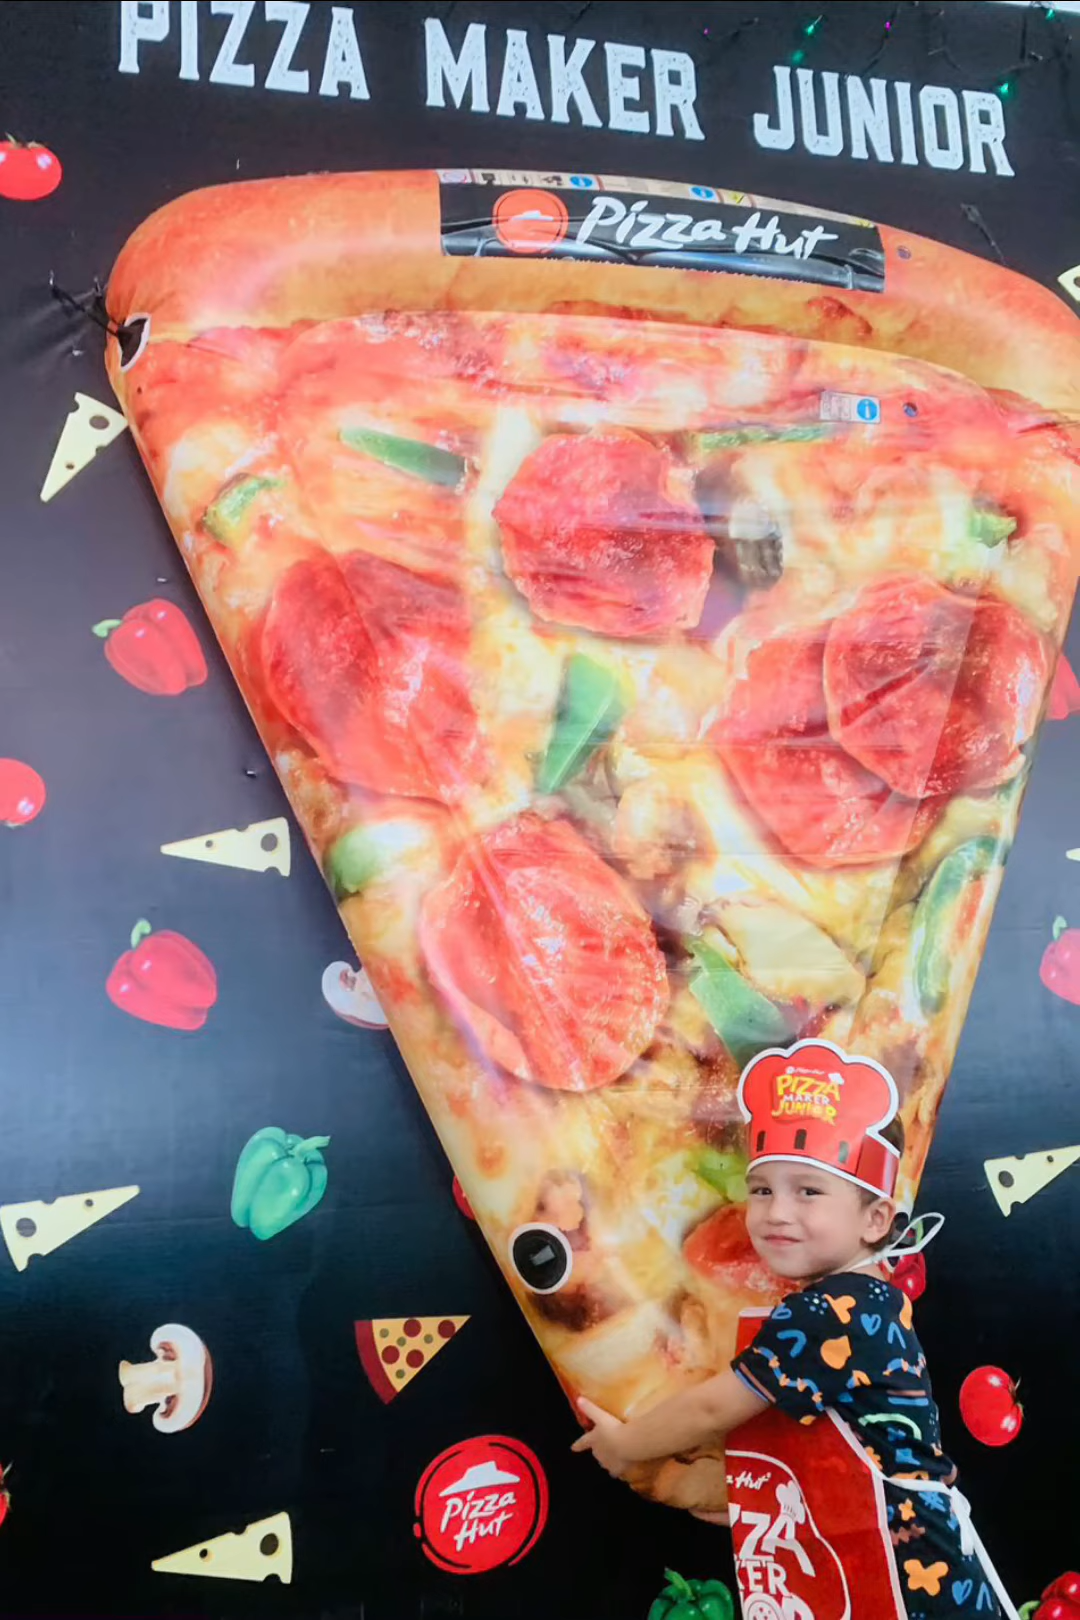 PIZZA MAKER JUNIOR
Pizza Hut
PIZZA
MAKER
JUNIOR
Pizza
Hut